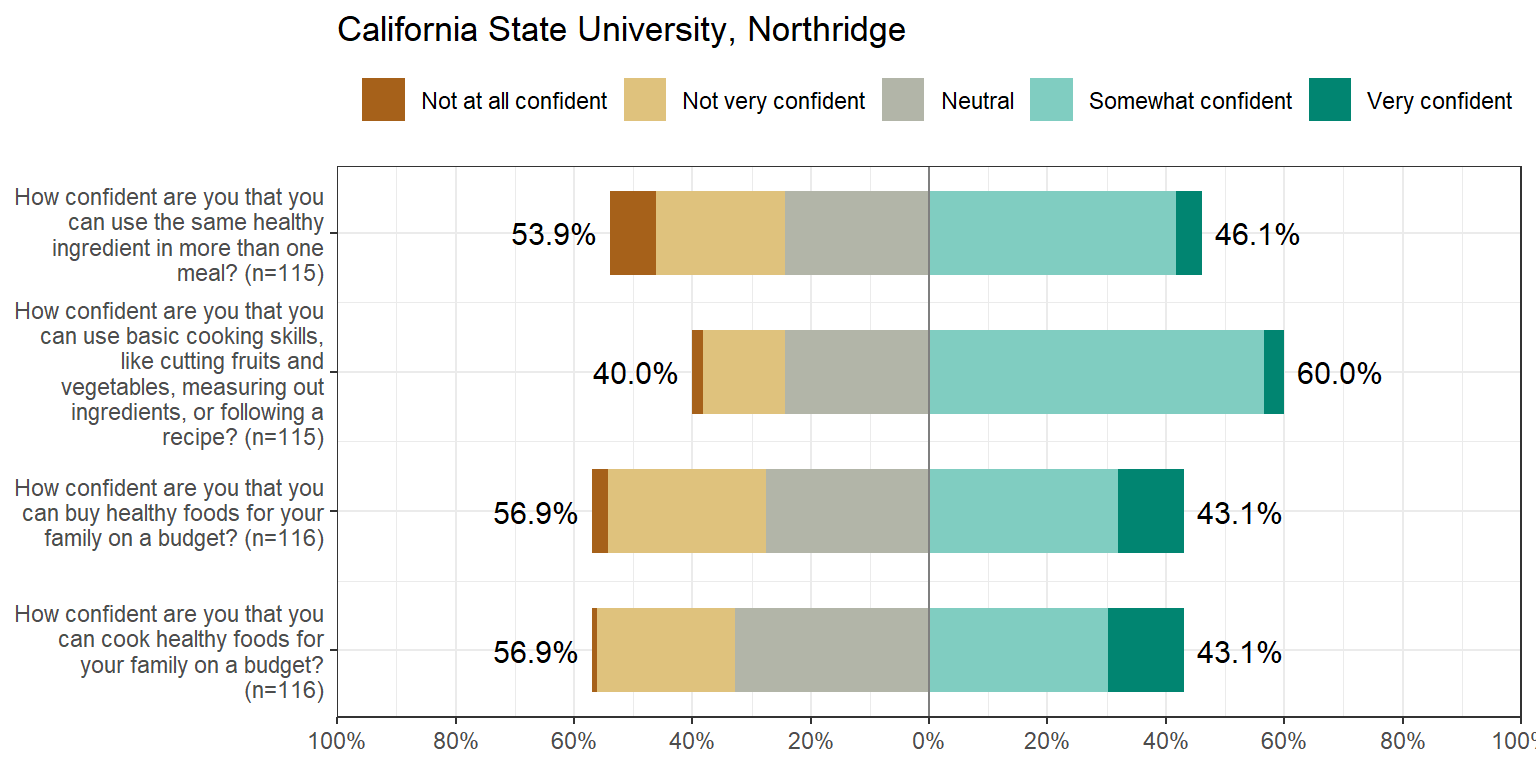 California State University, Northridge
Not at all confident Not very confident Neutral Somewhat confident Very confident
How confident are you that you
can use the same healthy
ingredient in more than one
meal? (n=115)
53.9% 46.1%
How confident are you that you
can use basic cooking skills,
like cutting fruits and
vegetables, measuring out
ingredients, or following a
recipe? (n=115)
40.0% 60.0%
How confident are you that you
can buy healthy foods for your
family on a budget? (n=116)
56.9% 43.1%
How confident are you that you
can cook healthy foods for
your family on a budget?
(n=116)
56.9% 43.1%
100% 80% 60% 40% 20% 0% 20% 40% 60% 80% 100%